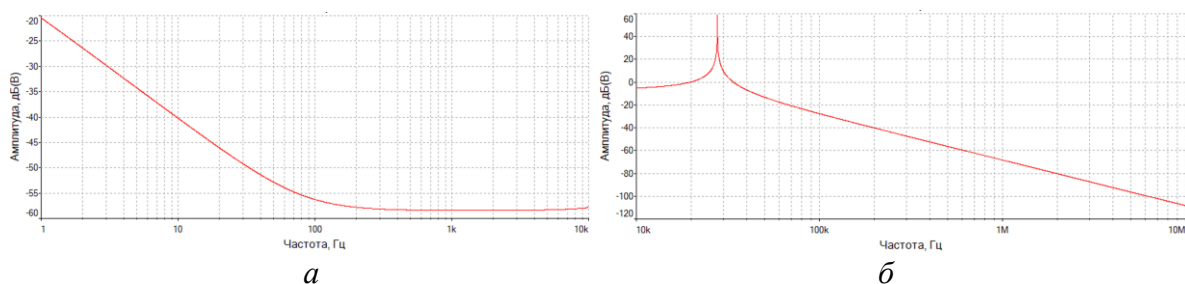 -20
-25
-30
-35
-40
-45
-50
-55
-60
Амплитуда, дБ(В)
1 10 100 1k 10k
Частота, Гц
а
60
40
20
0
-20
-40
-60
-80
-100
-120
Амплитуда, дБ(В)
10k 100k 1M 10M
Частота, Гц
б